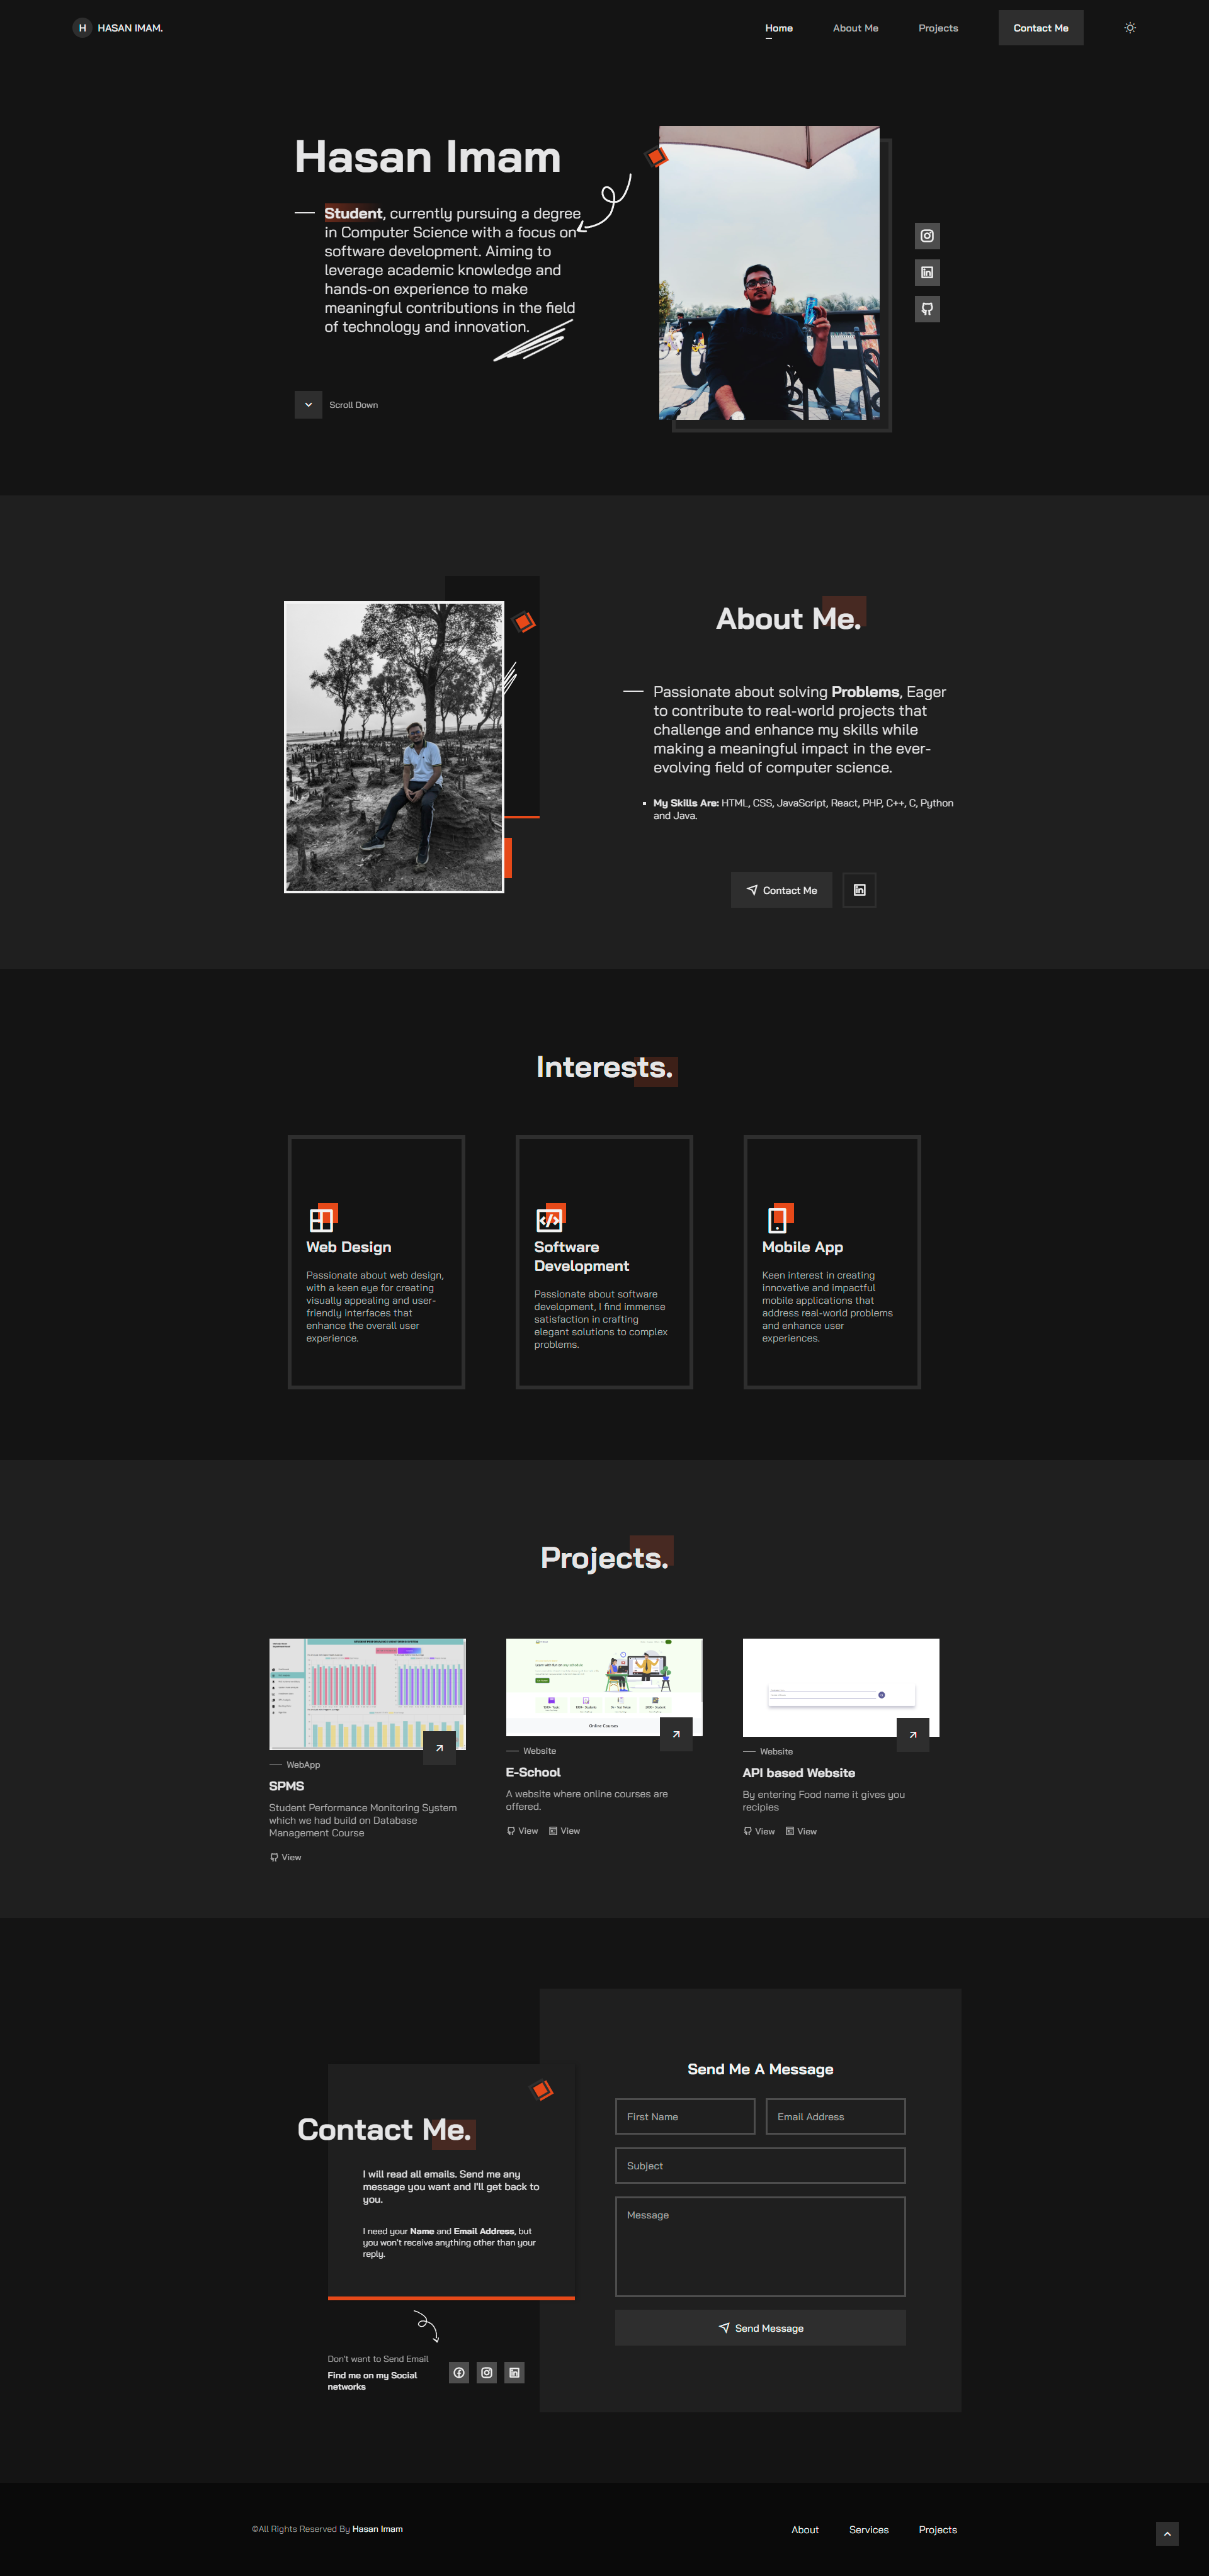 H HASAN IMAM.
Home
About Me
Projects
Contact Me
Hasan Imam
Student, currently pursuing a degree
in Computer Science with a focus on
software development. Aiming to
leverage academic knowledge and
hands-on experience to make
meaningful contributions in the field
of technology and innovation.
Scroll Down
About Me.
Passionate about solving Problems, Eager
to contribute to real-world projects that
challenge and enhance my skills while
making a meaningful impact in the ever-
evolving field of computer science.
My Skills Are: HTML, CSS, JavaScript, React, PHP, C++, C, Python
and Java.
Contact Me
Interests.
Web Design
Passionate about web design,
with a keen eye for creating
visually appealing and user-
friendly interfaces that
enhance the overall user
experience.
Software
Development
Passionate about software
development, I find immense
satisfaction in crafting
elegant solutions to complex
problems.
Mobile App
Keen interest in creating
innovative and impactful
mobile applications that
address real-world problems
and enhance user
experiences.
Projects.
WebApp
SPMS
Student Performance Monitoring System
which we had build on Database
Management Course
View
Online Courses
Website
E-School
A website where online courses are
offered.
View
View
Website
API based Website
By entering Food name it gives you
recipies
View
View
Contact Me.
I will read all emails. Send me any
message you want and I'll get back to
you.
I need your Name and Email Address, but
you won't receive anything other than your
reply.
Don't want to Send Email
Find me on my Social
networks
Send Me A Message
First Name
Email Address
Subject
Message
Send Message
©All Rights Reserved By Hasan Imam
About
Services
Projects